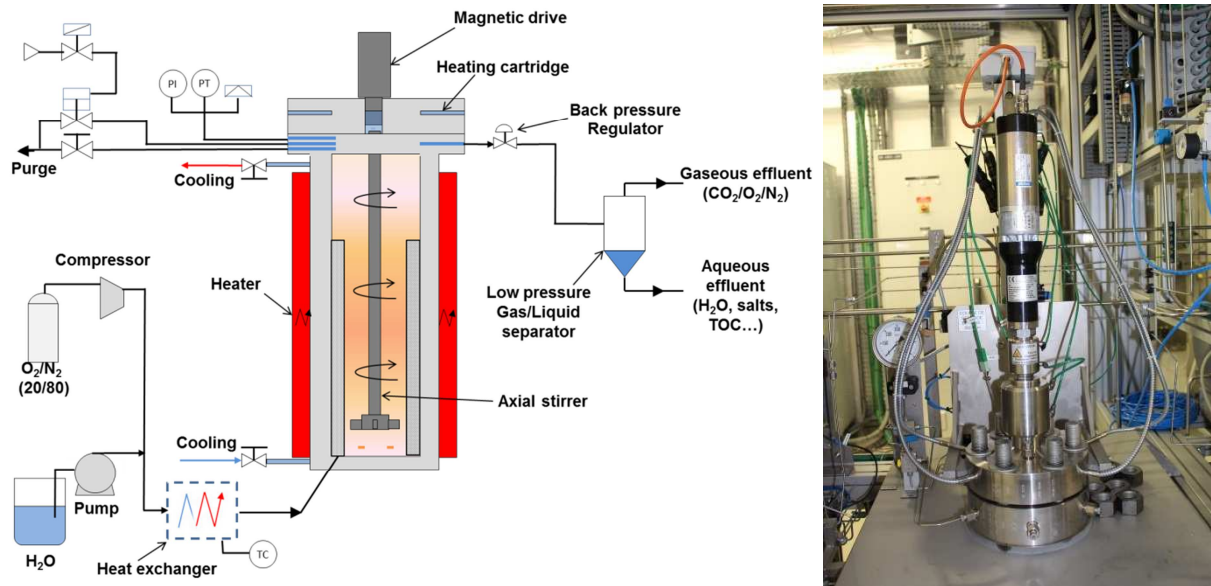 Magnetic drive
Heating cartridge
PI
PT
Back pressure
Regulator
Purge
Cooling
Gaseous effluent
(CO₂/O₂/N₂)
Compressor
Heater
Low pressure
Gas/Liquid
separator
Aqueous
effluent
(H₂O, salts,
TOC…)
O₂/N₂
(20/80)
Axial stirrer
Cooling
Pump
H₂O
Heat exchanger
TC